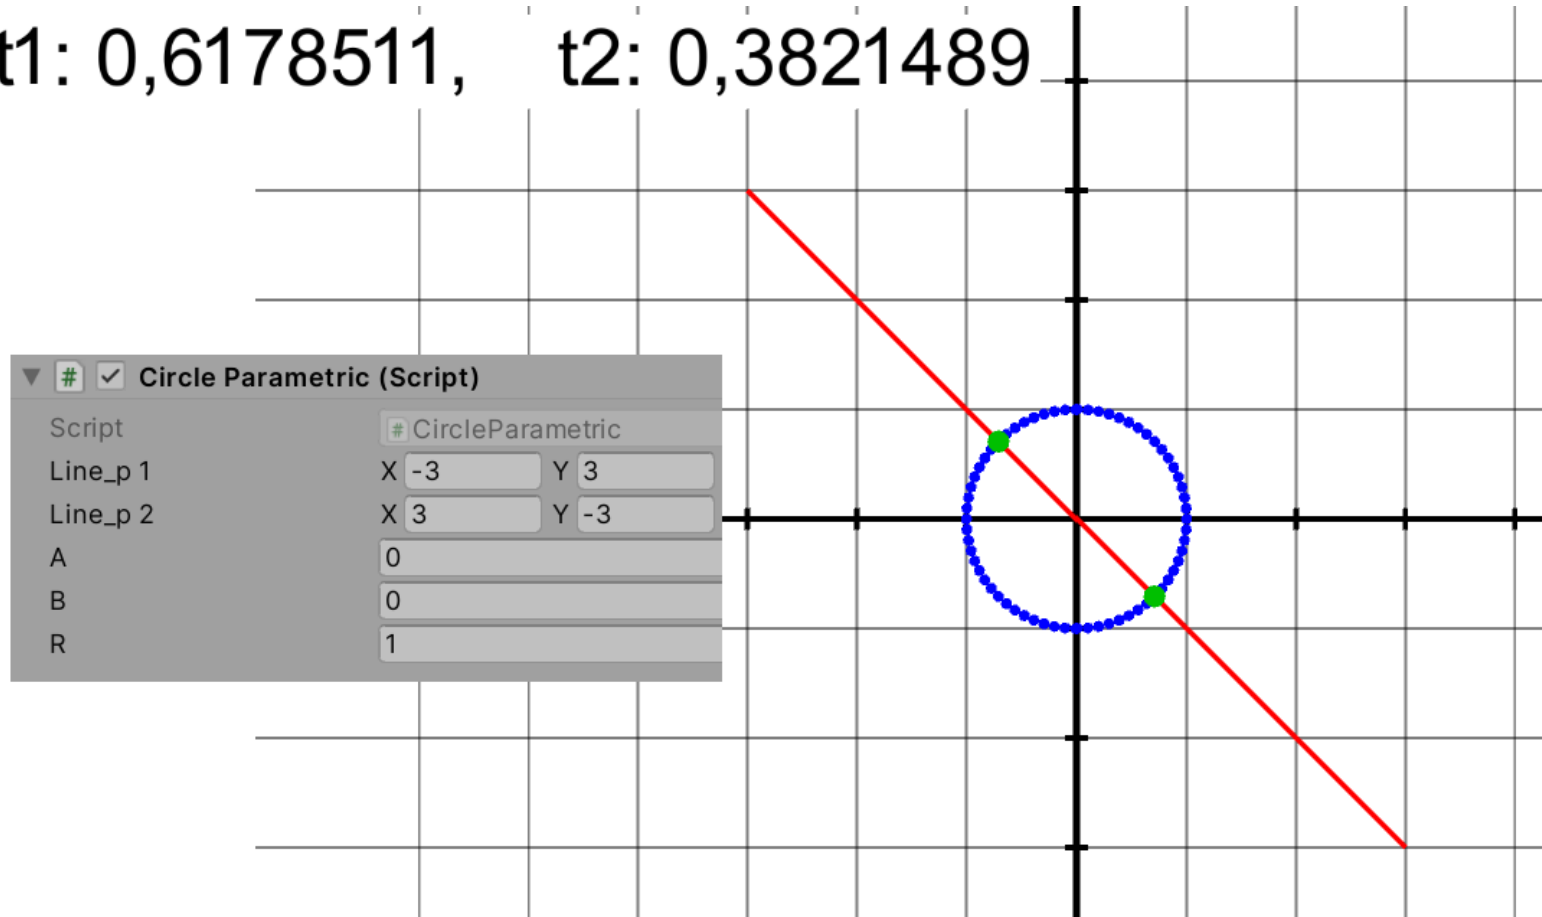 t1: 0,6178511, t2: 0,3821489
# Circle Parametric (Script)
Script # CircleParametric
Line_p 1 X -3 Y 3
Line_p 2 X 3 Y -3
A 0
B 0
R 1